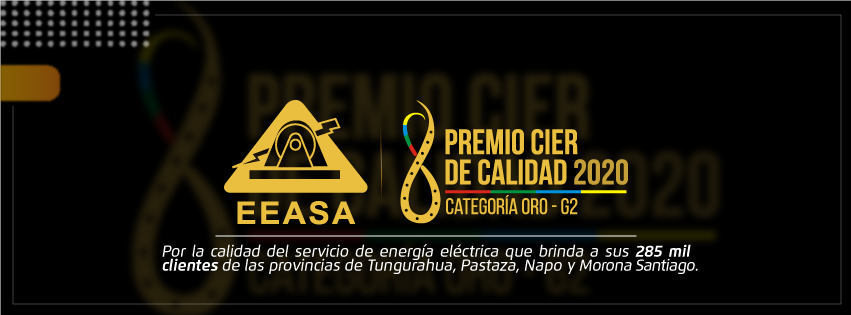 EEASA
PREMIO CIER
DE CALIDAD 2020
CATEGORÍA ORO - G2
Por la calidad del servicio de energía eléctrica que brinda a sus 285 mil
clientes de las provincias de Tungurahua, Pastaza, Napo y Morona Santiago.